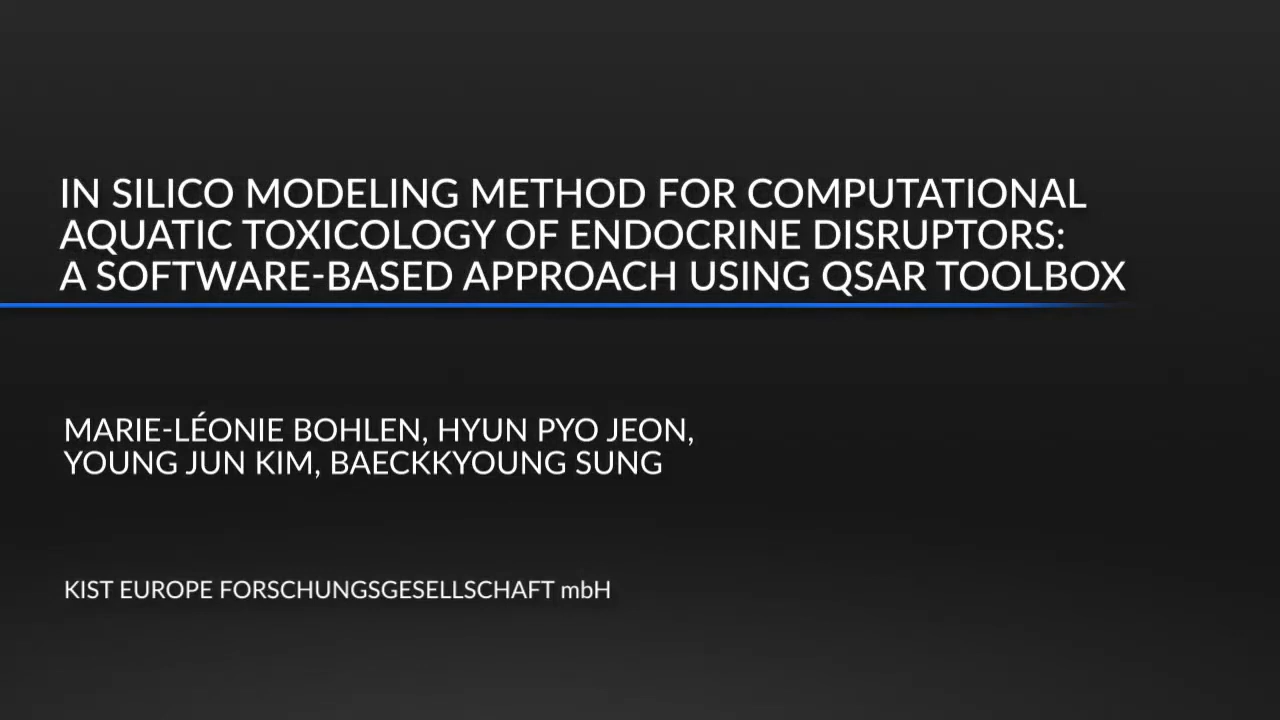 IN SILICO MODELING METHOD FOR COMPUTATIONAL
AQUATIC TOXICOLOGY OF ENDOCRINE DISRUPTORS:
A SOFTWARE-BASED APPROACH USING QSAR TOOLBOX
MARIE-LÉONIE BOHLEN, HYUN PYO JEON,
YOUNG JUN KIM, BAECKKYOUNG SUNG
KIST EUROPE FORSCHUNGSGESELLSCHAFT mbH